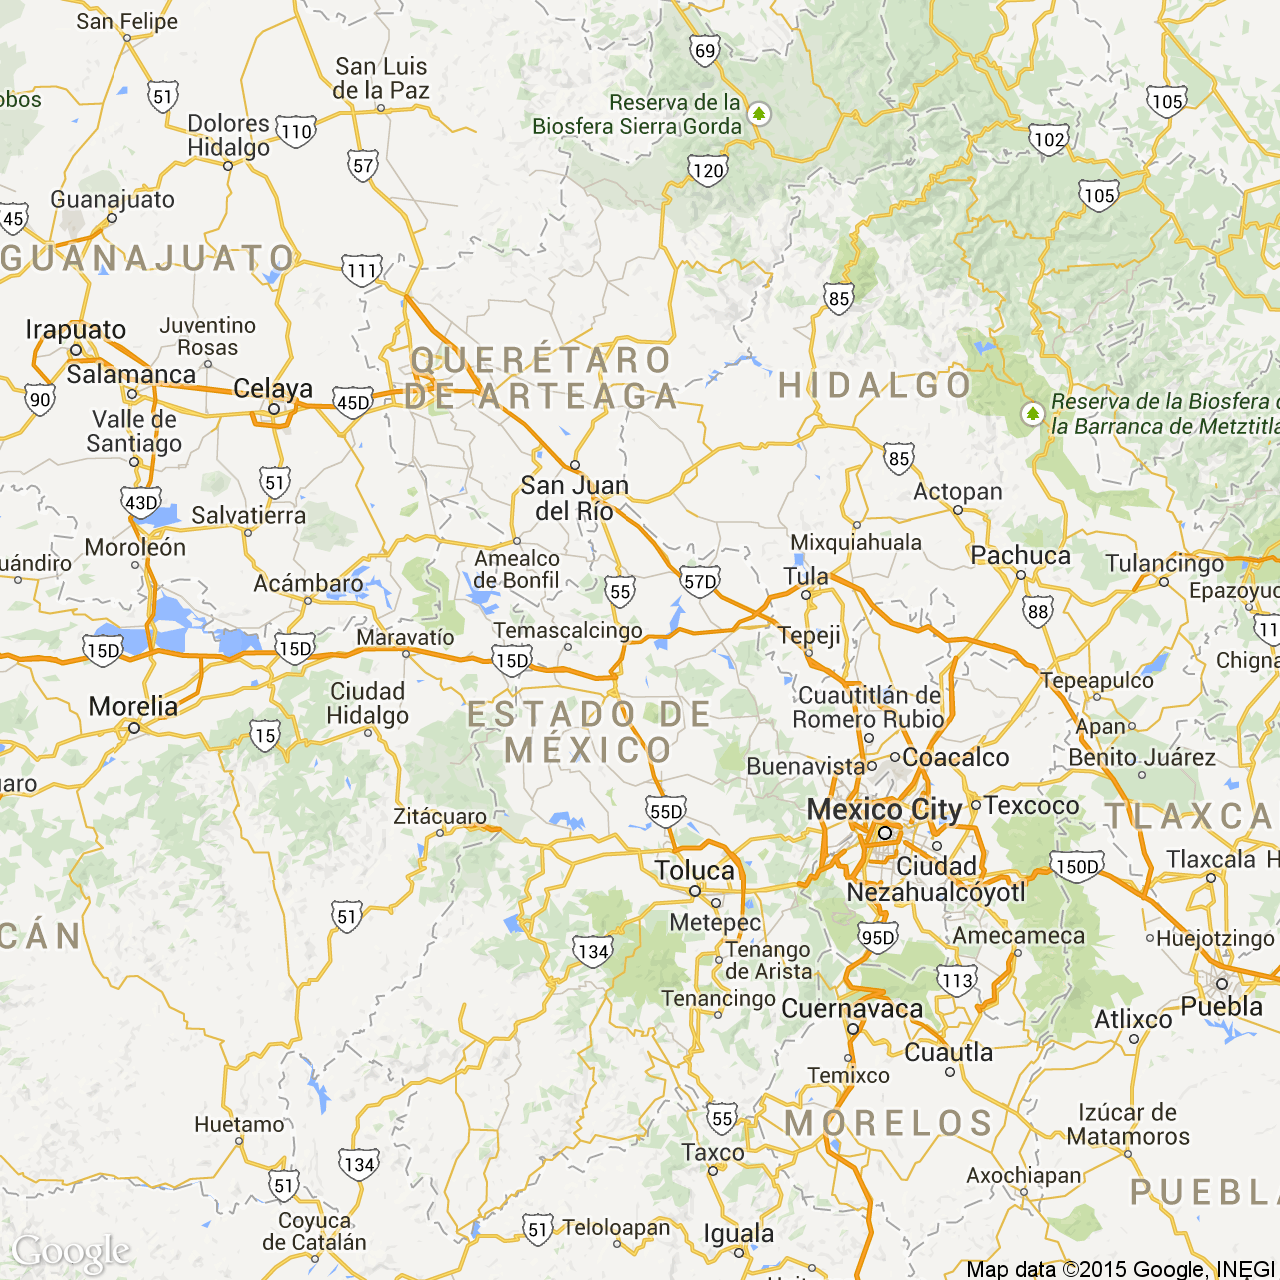 San Felipe
San Luis
de la Paz
69
51
obos
Reserva de la
Biosfera Sierra Gorda
105
Dolores
Hidalgo
110
102
57
120
105
Guanajuato
45
GUANAJUATO
111
85
Irapuato
Juventino
Rosas
QUERÉTARO
DE ARTEAGA
HIDALGO
Salamanca
Celaya
90
45D
Reserva de la Biosfera d
la Barranca de Metztitla
Valle de
Santiago
85
51
San Juan
del Río
43D
Actopan
Salvatierra
Mixquiahuala
Moroleón
Amealco
de Bonfil
Pachuca
uándiro
Acámbaro
57D
Tula
Tulancingo
55
Epazoyuc
88
Maravatío
Temascalcingo
Tepeji
11
15D
15D
15D
Chigna
Ciudad
Hidalgo
Cuautitlán de
Romero Rubio
Tepeapulco
Morelia
ESTADO DE
MÉXICO
Apan
15
Buenavista
Coacalco
Benito Juárez
uaro
Zitácuaro
55D
Mexico City
Texcoco
TLAXCA
Toluca
Ciudad
Nezahualcóyotl
150D
Tlaxcala
H
51
Metepec
CÁN
134
95D
Amecameca
Huejotzingo
Tenango
de Arista
113
Tenancingo
Cuernavaca
Puebla
Atlixco
Cuautla
Temixco
Huetamo
55
MORELOS
Izúcar de
Matamoros
134
Taxco
51
Axochiapan
PUEBLA
Coyuca
de Catalán
51
Teloloapan
Iguala
Google
Map data ©2015 Google, INEGI